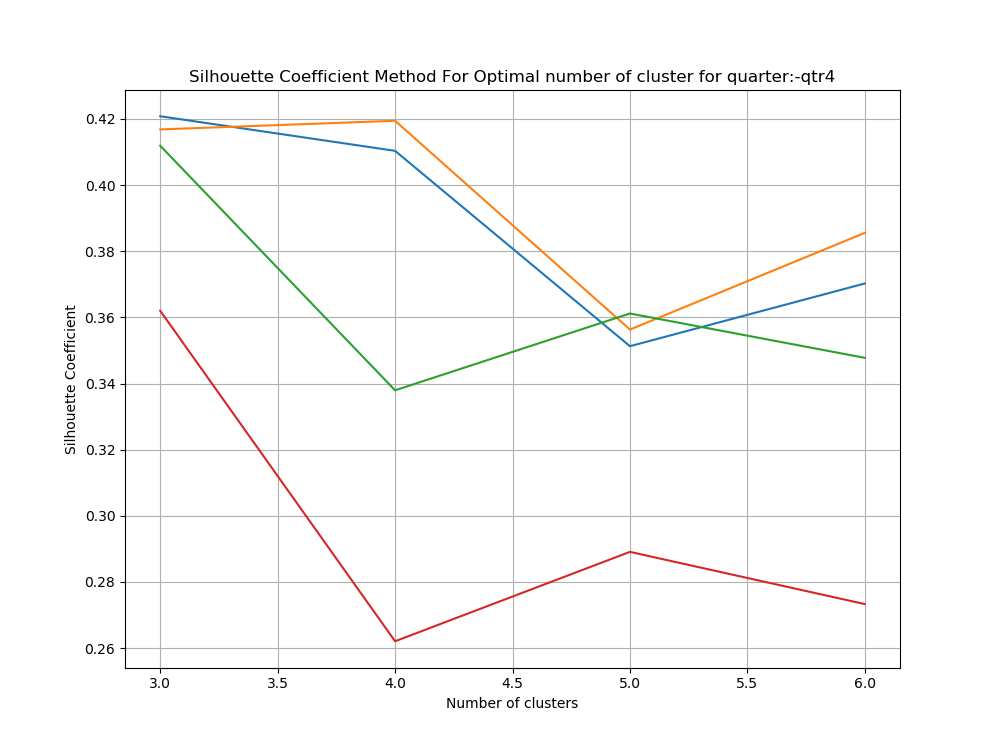 Silhouette Coefficient Method For Optimal number of cluster for quarter:-qtr4
0.42
0.40
0.38
0.36
0.34
0.32
0.30
0.28
0.26
Silhouette Coefficient
3.0 3.5 4.0 4.5 5.0 5.5 6.0
Number of clusters